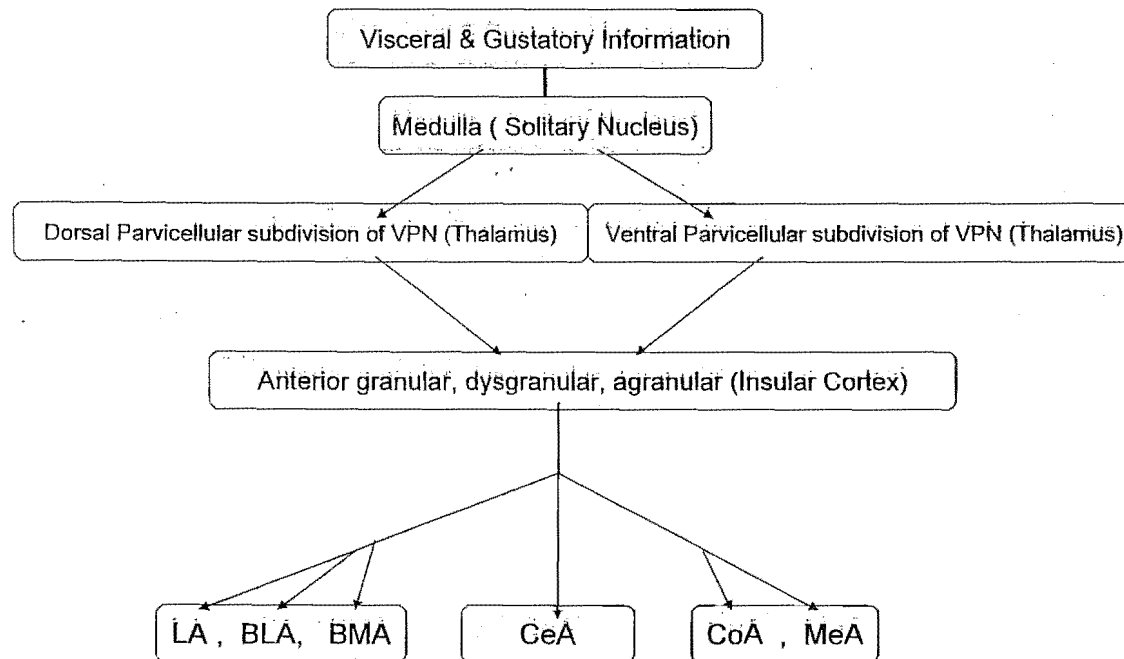 Visceral & Gustatory Information
Medulla ( Solitary Nucleus)
Dorsal Parvicellular subdivision of VPN (Thalamus)
Ventral Parvicellular subdivision of VPN (Thalamus)
Anterior granular, dysgranular, agranular (Insular Cortex)
LA , BLA, BMA
CeA
CoA , MeA